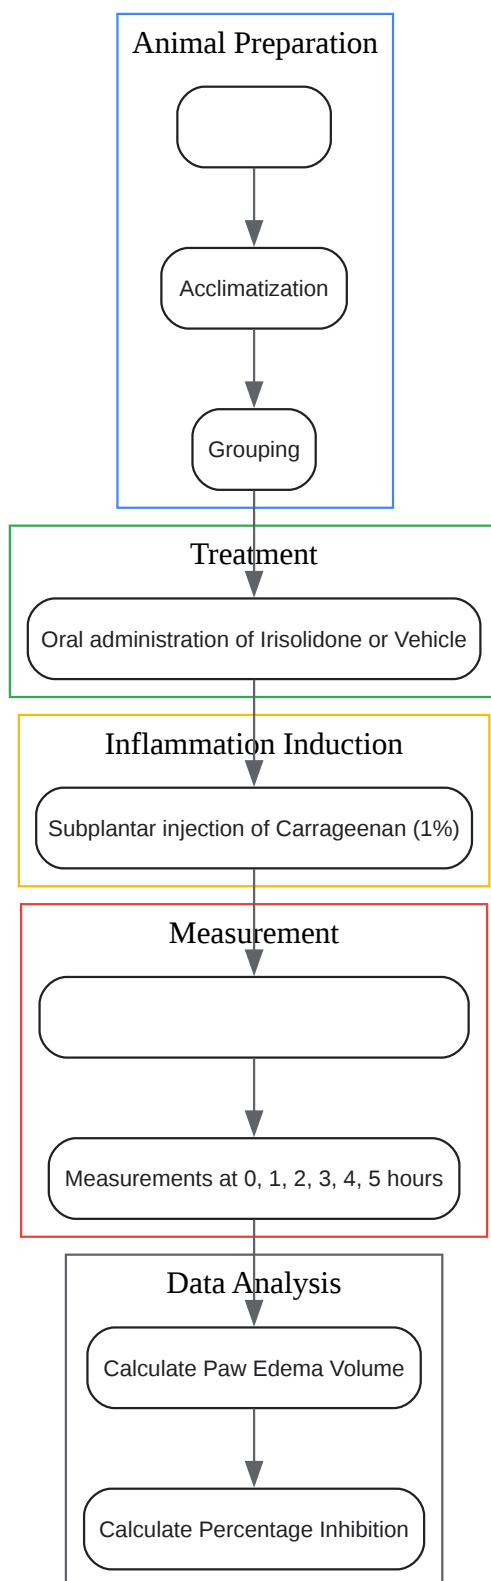 Animal Preparation
Acclimatization
Grouping
Treatment
Oral administration of Irisolidone or Vehicle
Inflammation Induction
Subplantar injection of Carrageenan (1%)
Measurement
Measurements at 0, 1, 2, 3, 4, 5 hours
Data Analysis
Calculate Paw Edema Volume
Calculate Percentage Inhibition